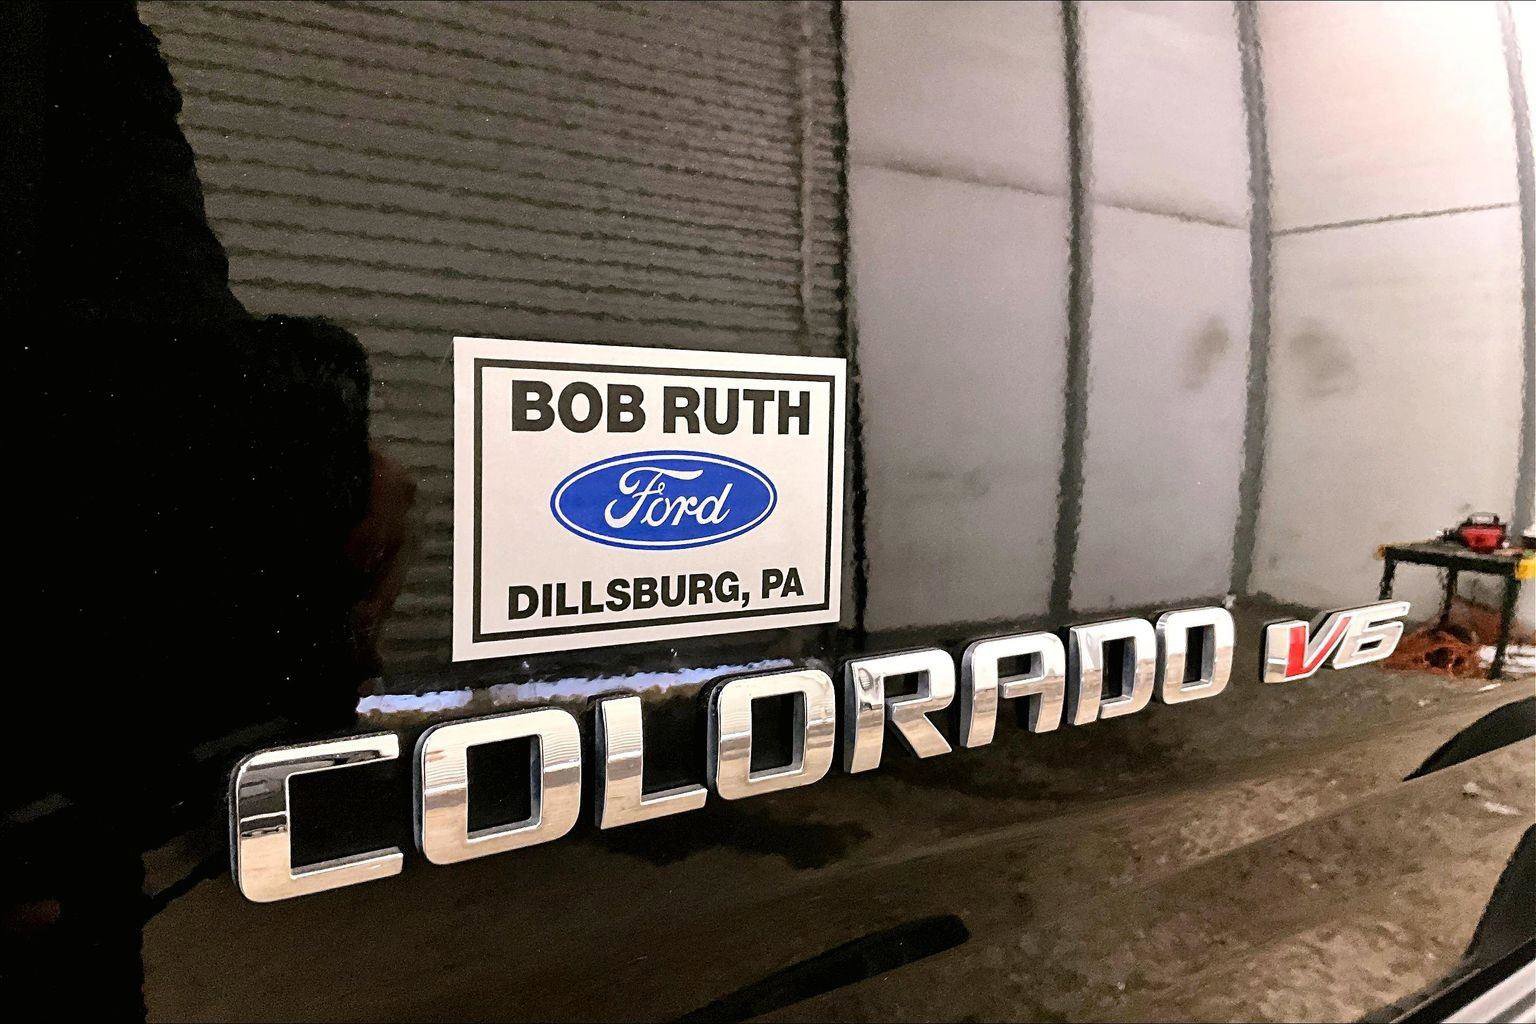 BOB RUTH
Ford
DILLSBURG, PA
COLORADO V6